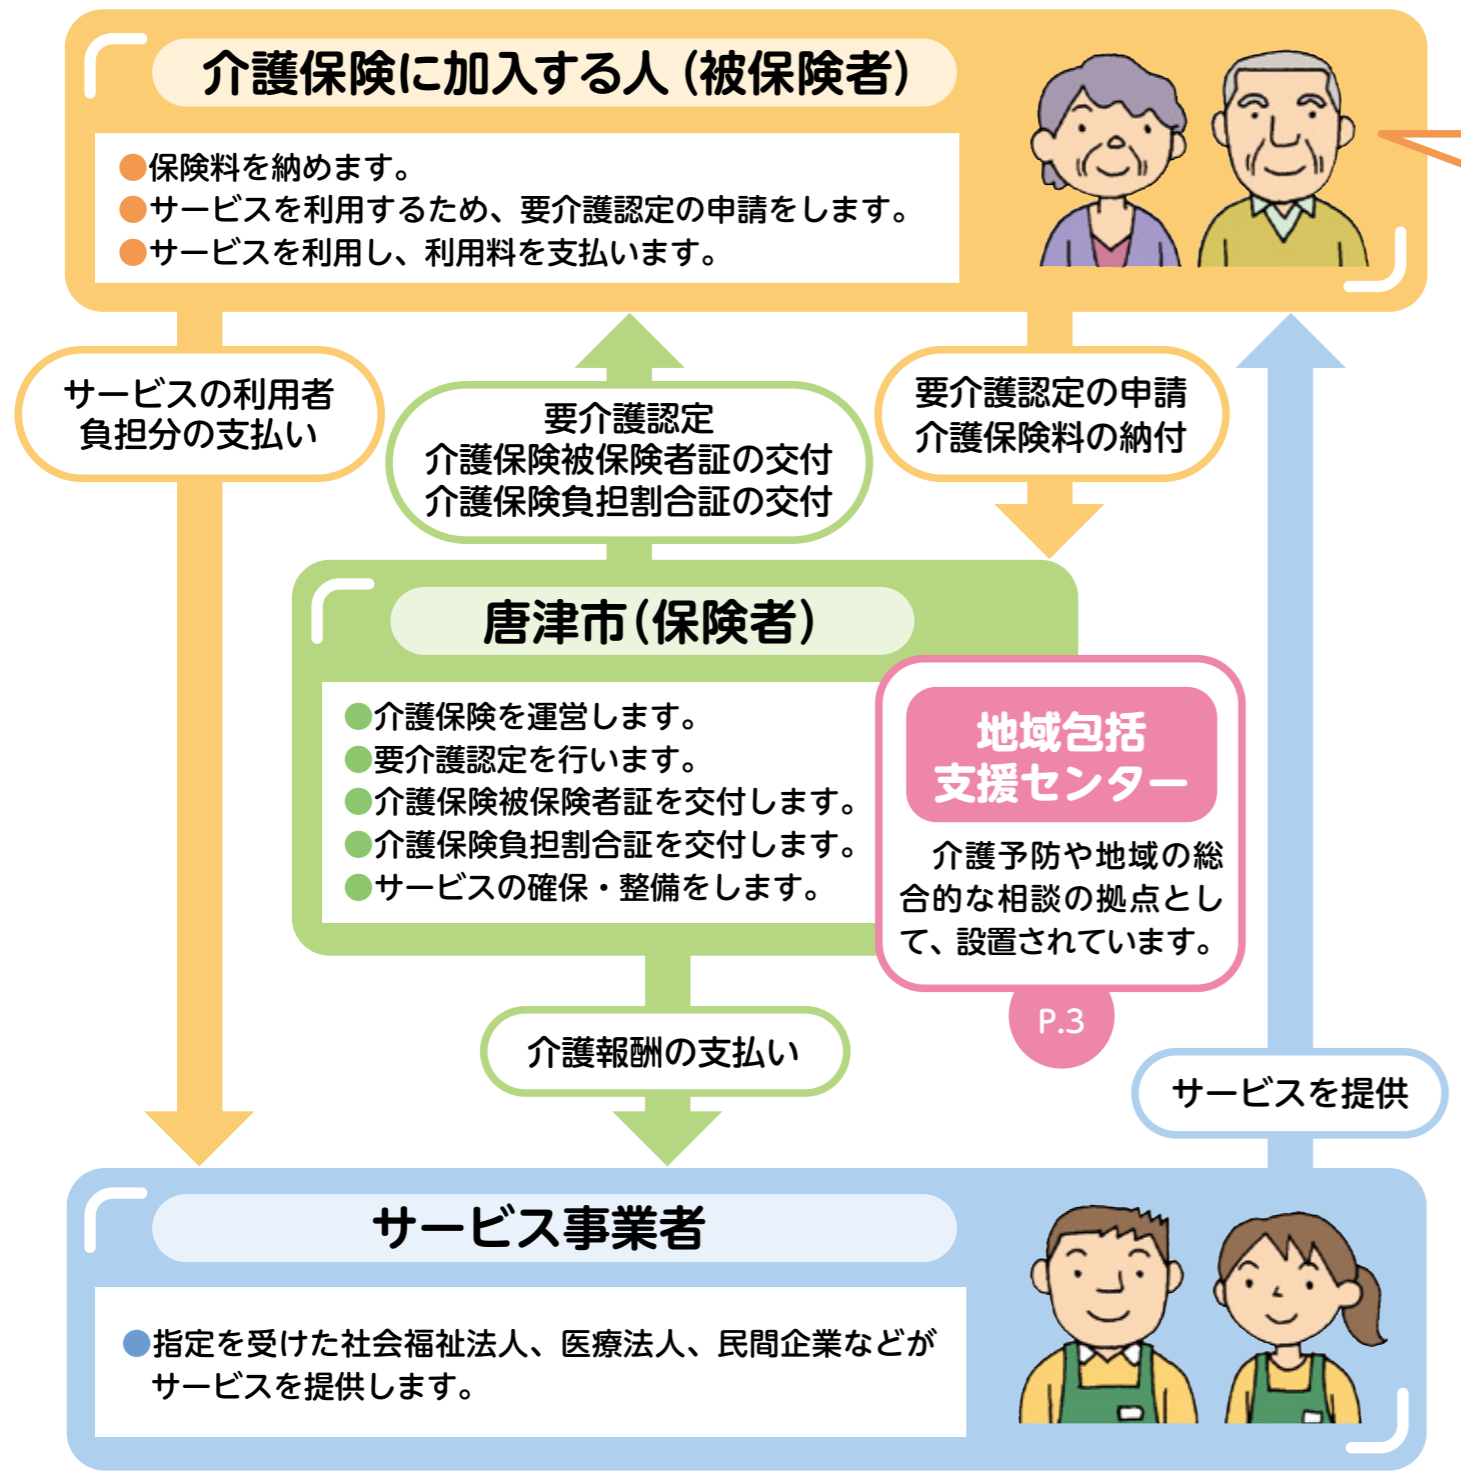 介護保険に加入する人(被保険者)
●保険料を納めます。
●サービスを利用するため、要介護認定の申請をします。
●サービスを利用し、利用料を支払います。
サービスの利用者
負担分の支払い
要介護認定
介護保険被保険者証の交付
介護保険負担割合証の交付
要介護認定の申請
介護保険料の納付
唐津市(保険者)
●介護保険を運営します。
●要介護認定を行います。
●介護保険被保険者証を交付します。
●介護保険負担割合証を交付します。
●サービスの確保・整備をします。
地域包括
支援センター
介護予防や地域の総
合的な相談の拠点とし
て、設置されています。
P.3
介護報酬の支払い
サービスを提供
サービス事業者
●指定を受けた社会福祉法人、医療法人、民間企業などが
サービスを提供します。